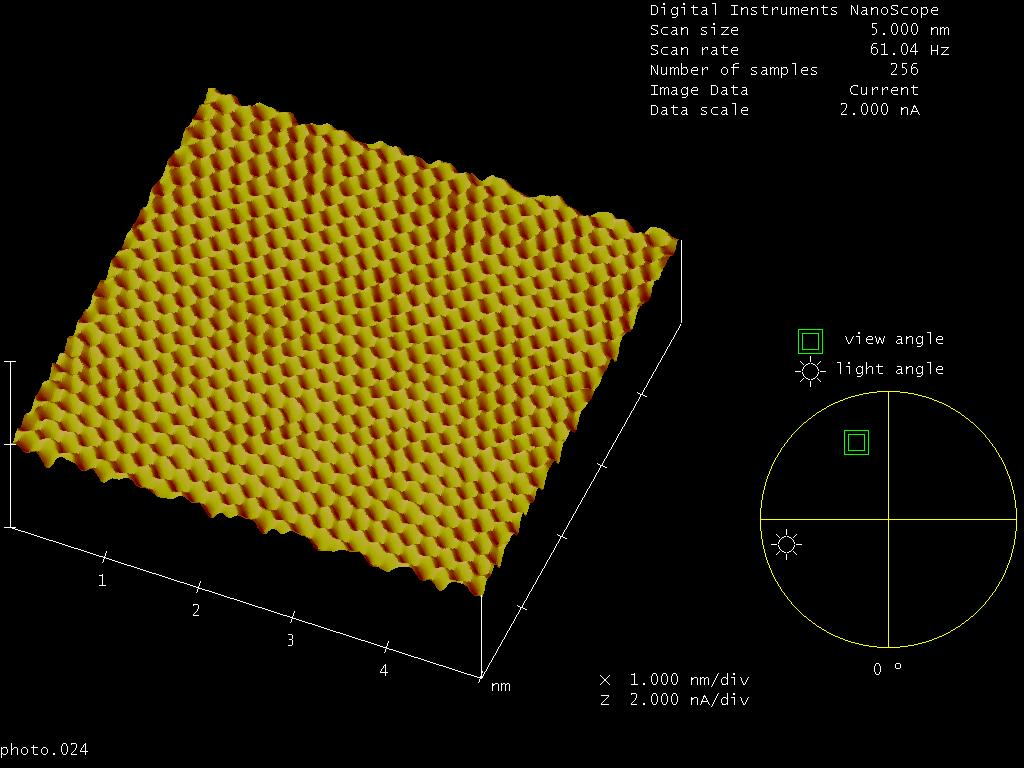 Digital Instruments NanoScope
Scan size 5.000 nm
Scan rate 61.04 Hz
Number of samples 256
Image Data Current
Data scale 2.000 nA
view angle
light angle
1
2
3
4
nm
0 °
X 1.000 nm/div
Z 2.000 nA/div
photo.024